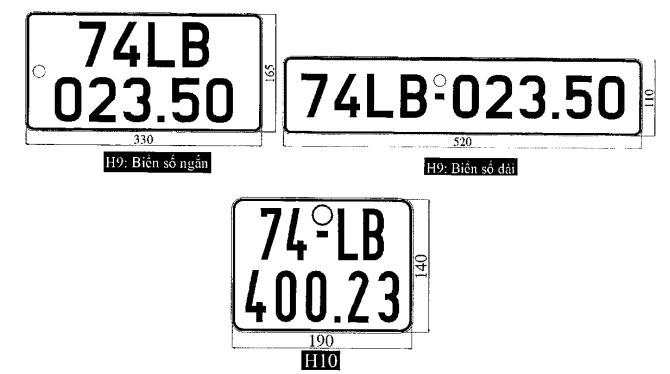 74LB
023.50
165
330
H9: Biển số ngắn
74LB-023.50
110
520
H9: Biển số dài
74-LB
400.23
140
190
H10